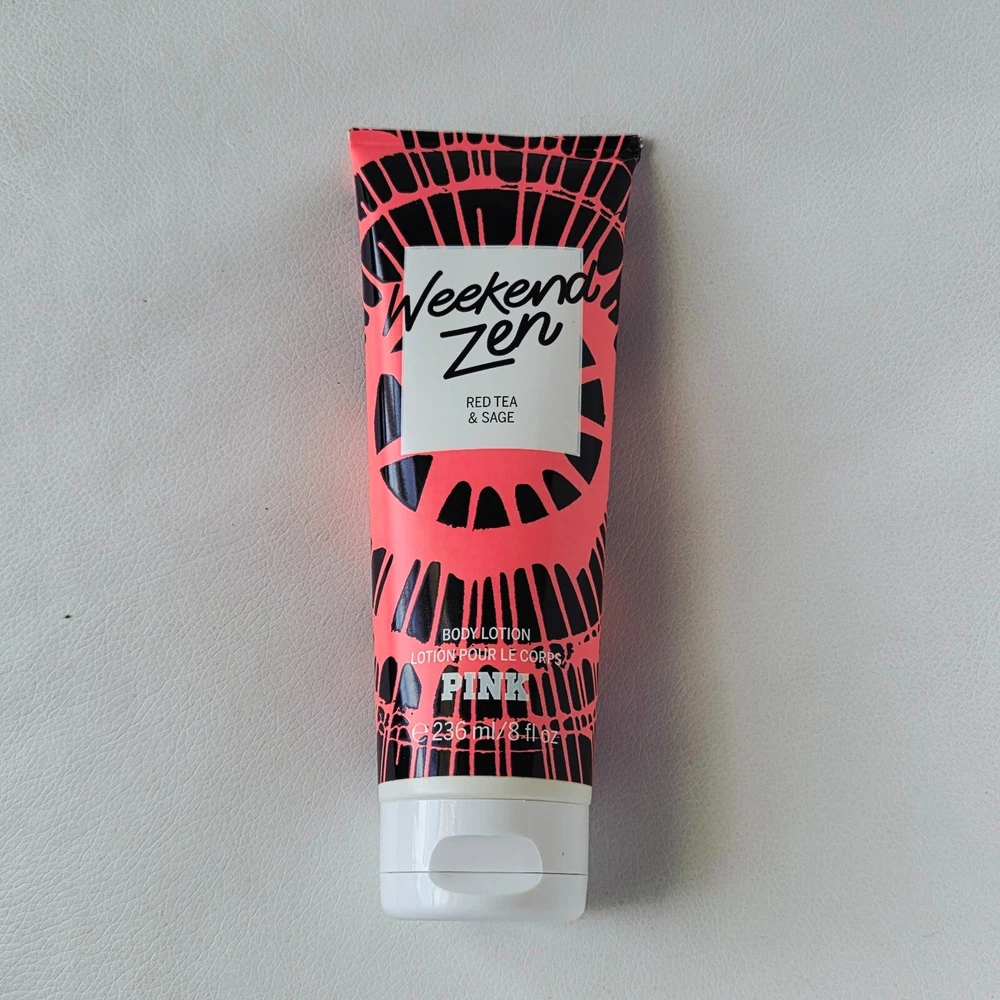 Weekend
Zen
RED TEA
& SAGE
BODY LOTION
LOTION POUR LE CORPS
PINK
℮ 236 ml/8 fl oz